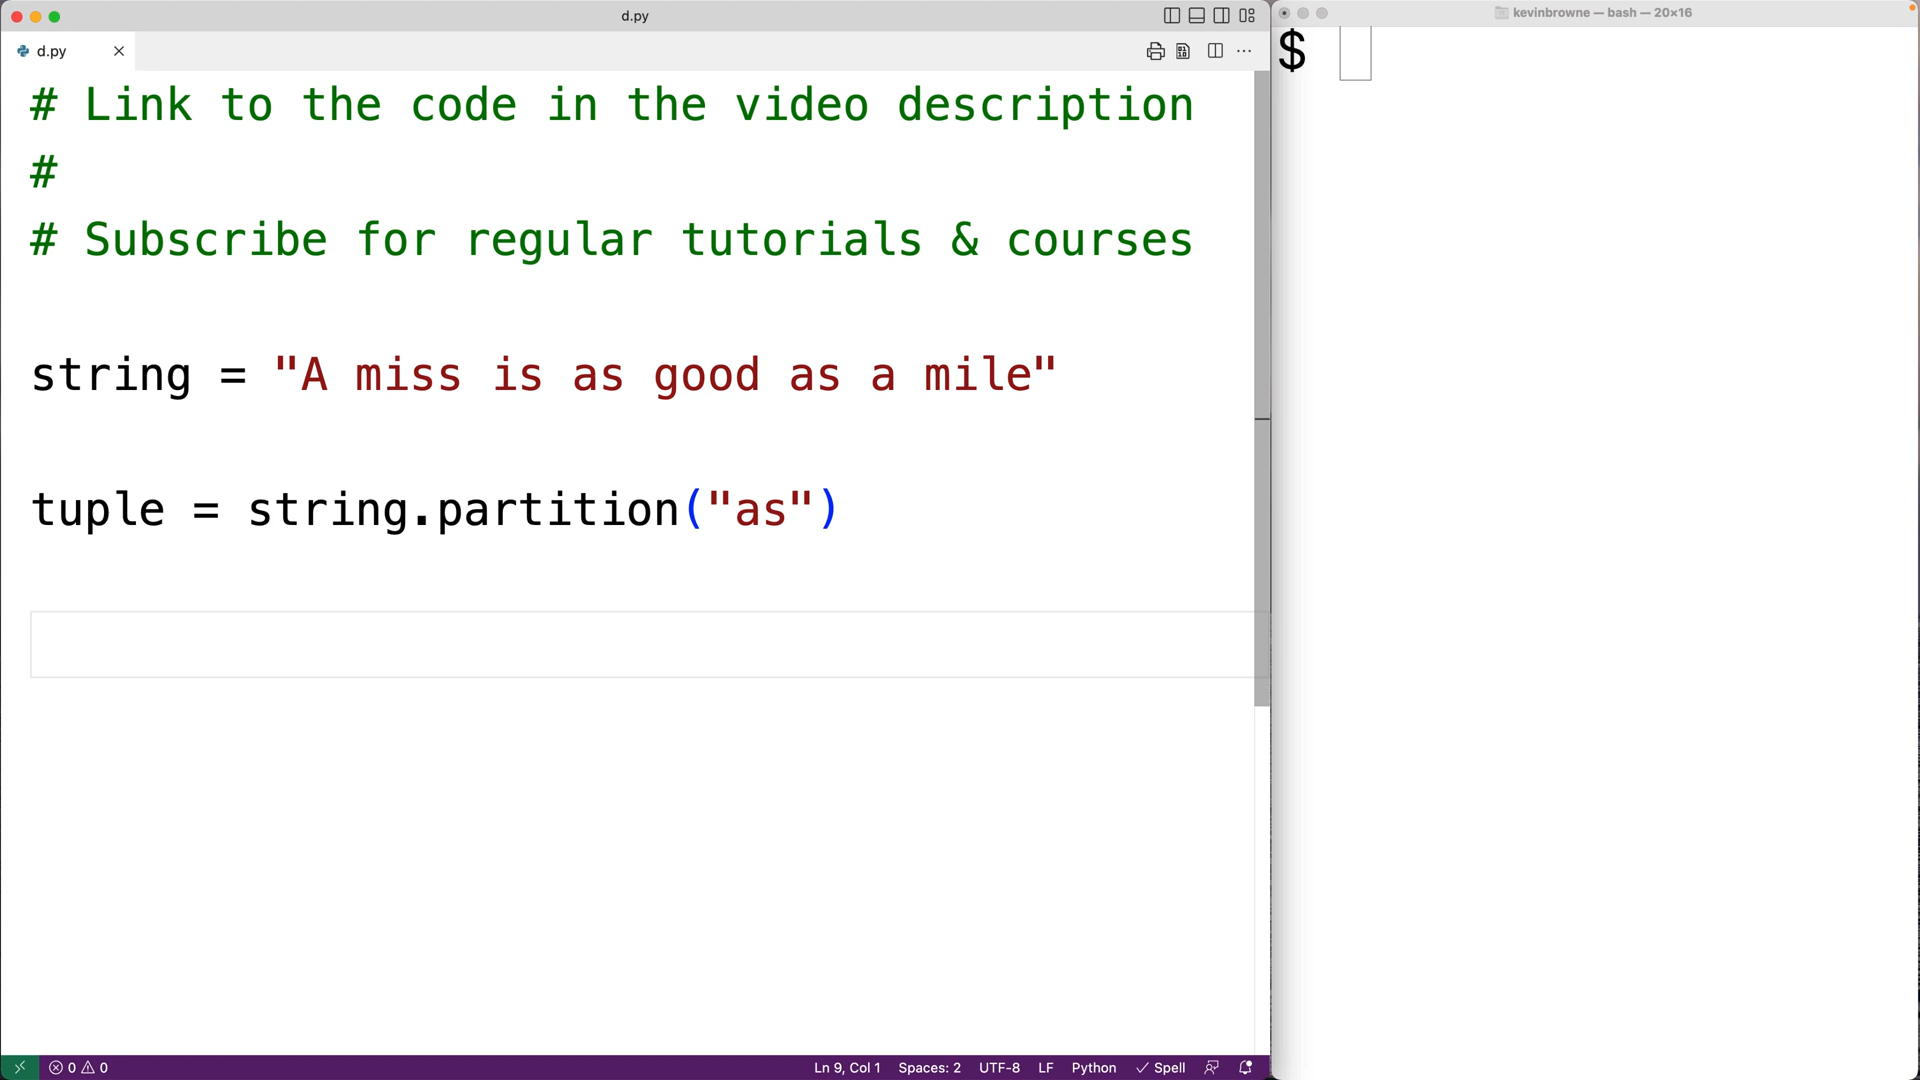 d.py
kevinbrowne — bash — 20×16
d.py
$
# Link to the code in the video description
#
# Subscribe for regular tutorials & courses
string = "A miss is as good as a mile"
tuple = string.partition("as")
0 0
Ln 9, Col 1 Spaces: 2 UTF-8 LF Python Spell